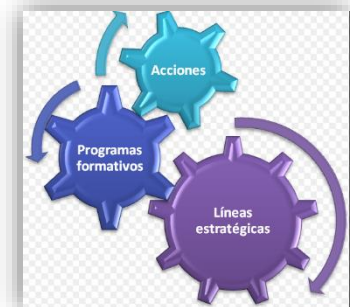 Acciones
Programas
formativos
Líneas
estratégicas